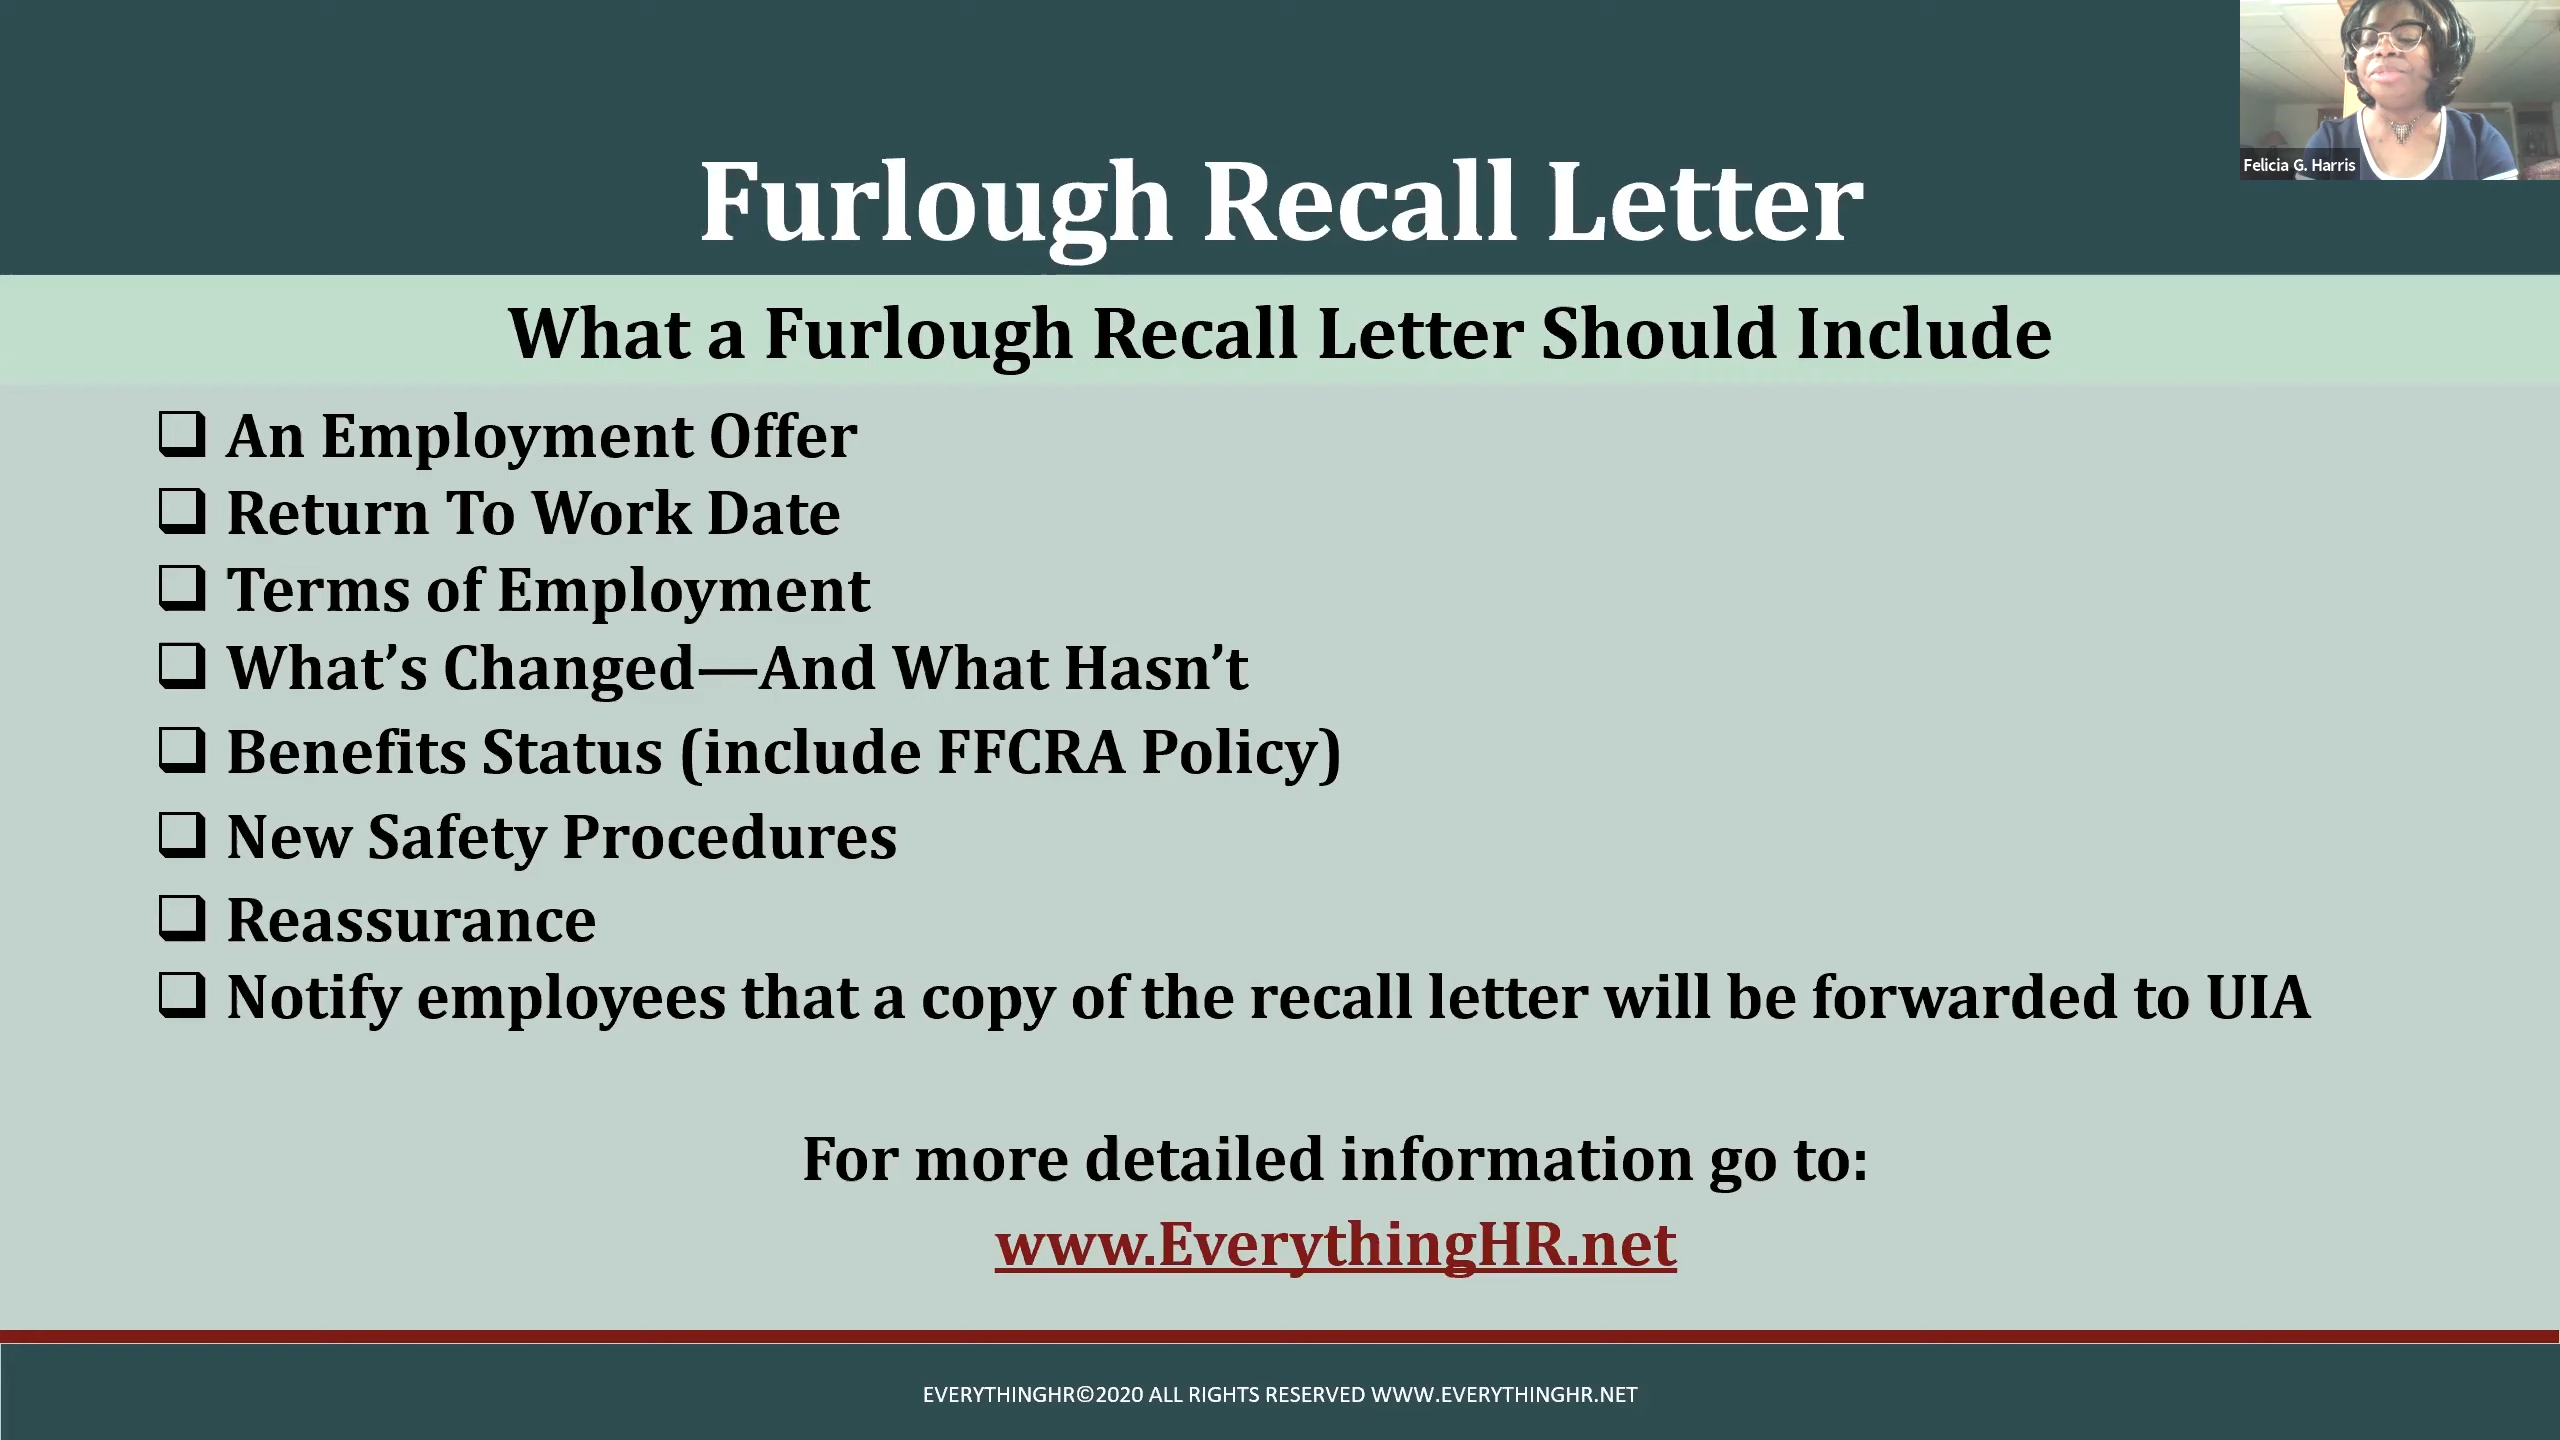 Felicia G. Harris
Furlough Recall Letter
What a Furlough Recall Letter Should Include
An Employment Offer
Return To Work Date
Terms of Employment
What’s Changed—And What Hasn’t
Benefits Status (include FFCRA Policy)
New Safety Procedures
Reassurance
Notify employees that a copy of the recall letter will be forwarded to UIA
For more detailed information go to:
www.EverythingHR.net
EVERYTHINGHR©2020 ALL RIGHTS RESERVED WWW.EVERYTHINGHR.NET